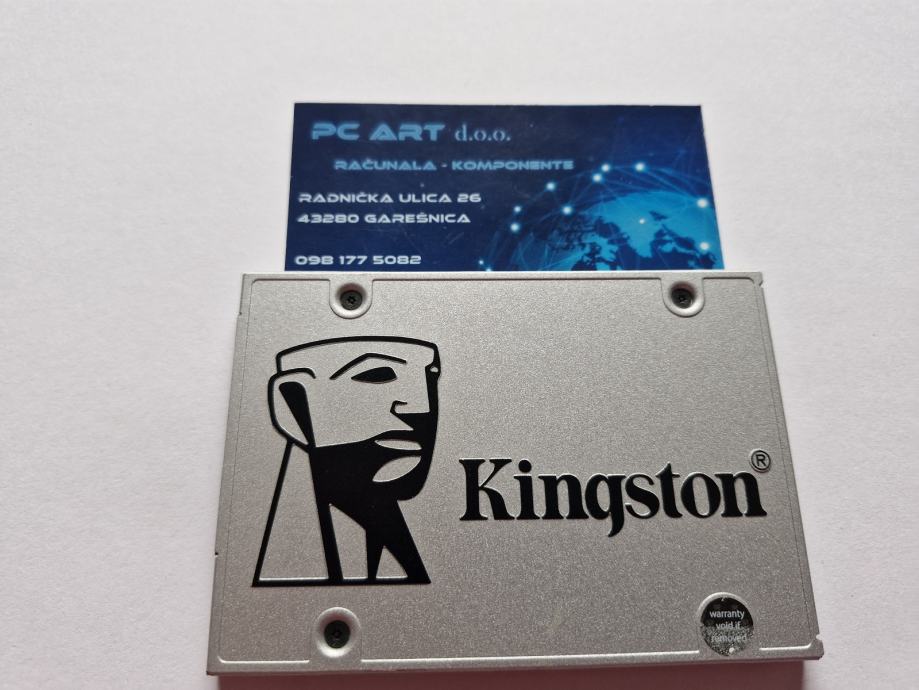 PC ART d.o.o.
RAČUNALA - KOMPONENTE
RADNIČKA ULICA 26
43280 GAREŠNICA
098 177 5082
Kingston®
warranty
void if
removed